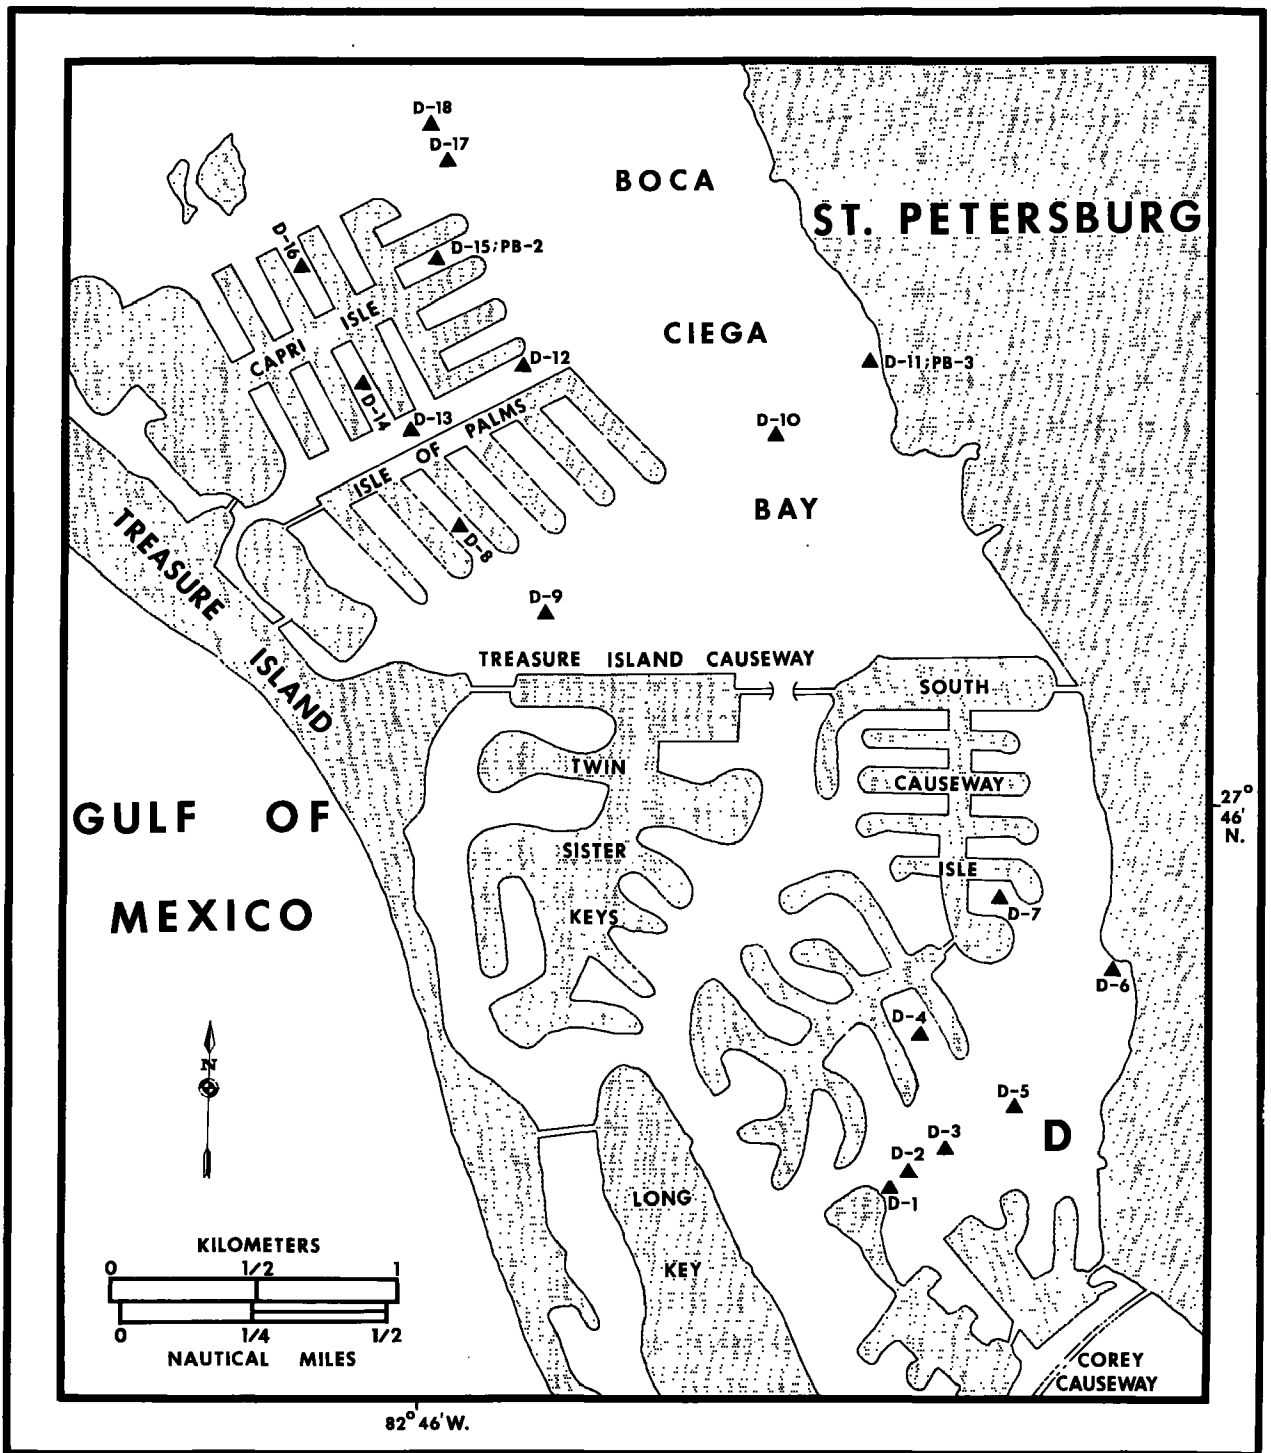 D-18
D-17
BOCA
ST. PETERSBURG
D-16
D-15; PB-2
CAPRI ISLE
CIEGA
D-12
D-11; PB-3
D-14
D-13
D-10
ISLE OF PALMS
BAY
D-8
TREASURE ISLAND
D-9
TREASURE ISLAND CAUSEWAY
SOUTH
TWIN
CAUSEWAY
GULF OF
27°
46'
N.
SISTER
ISLE
KEYS
MEXICO
D-7
D-6
D-4
N
D-5
D
D-3
D-2
D-1
LONG
KEY
KILOMETERS
0 1/2 1
0 1/4 1/2
NAUTICAL MILES
COREY
CAUSEWAY
82° 46' W.